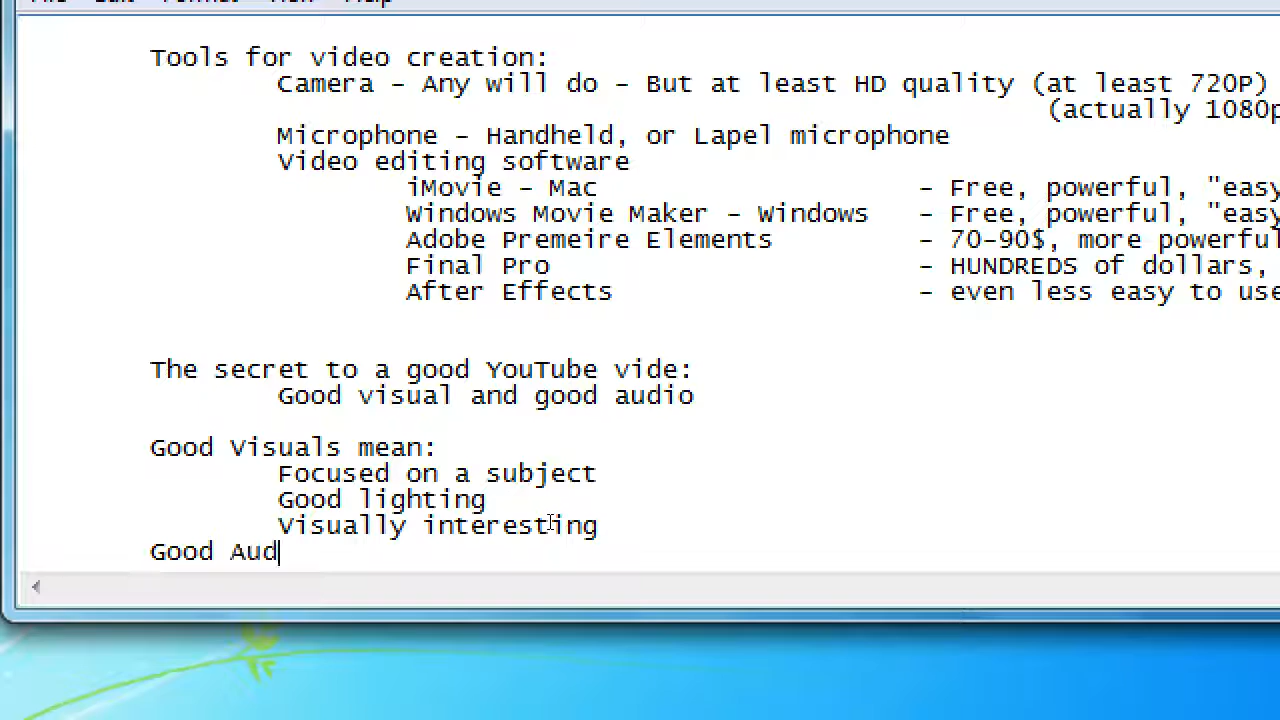 Tools for video creation:
Camera - Any will do - But at least HD quality (at least 720P)
(actually 1080p
Microphone - Handheld, or Lapel microphone
Video editing software
iMovie - Mac - Free, powerful, "easy
Windows Movie Maker - Windows - Free, powerful, "easy
Adobe Premeire Elements - 70-90$, more powerful
Final Pro - HUNDREDS of dollars,
After Effects - even less easy to use
The secret to a good YouTube vide:
Good visual and good audio
Good Visuals mean:
Focused on a subject
Good lighting
Visually interesting
Good Aud